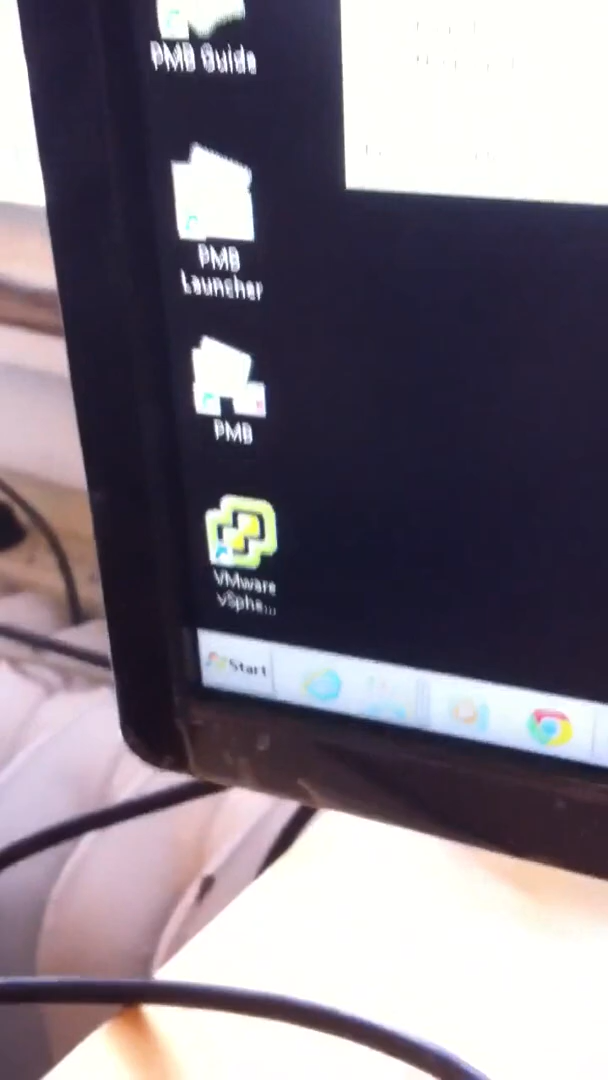 PMB Guide
PMB
Launcher
PMB
VMware
vSphe...
Start